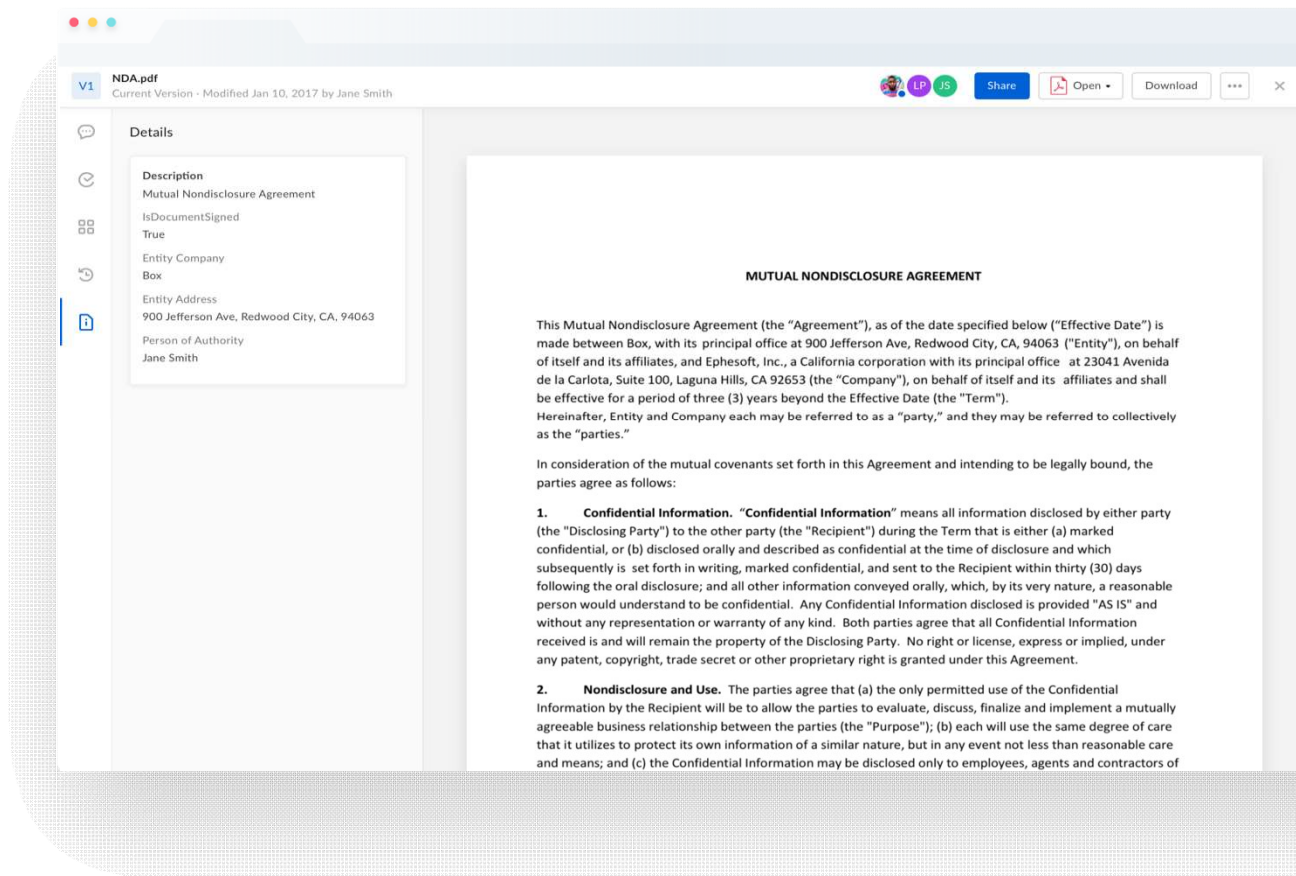 V1
NDA.pdf
Current Version - Modified Jan 10, 2017 by Jane Smith
LP
JS
Share
Open
Download
Details
Description
Mutual Nondisclosure Agreement
IsDocumentSigned
True
Entity Company
Box
Entity Address
900 Jefferson Ave, Redwood City, CA, 94063
Person of Authority
Jane Smith
MUTUAL NONDISCLOSURE AGREEMENT
This Mutual Nondisclosure Agreement (the “Agreement”), as of the date specified below (“Effective Date”) is
made between Box, with its principal office at 900 Jefferson Ave, Redwood City, CA, 94063 ("Entity"), on behalf
of itself and its affiliates, and Ephesoft, Inc., a California corporation with its principal office at 23041 Avenida
de la Carlota, Suite 100, Laguna Hills, CA 92653 (the “Company”), on behalf of itself and its affiliates and shall
be effective for a period of three (3) years beyond the Effective Date (the "Term").
Hereinafter, Entity and Company each may be referred to as a “party,” and they may be referred to collectively
as the “parties.”
In consideration of the mutual covenants set forth in this Agreement and intending to be legally bound, the
parties agree as follows:
1. Confidential Information. “Confidential Information” means all information disclosed by either party
(the "Disclosing Party") to the other party (the "Recipient") during the Term that is either (a) marked
confidential, or (b) disclosed orally and described as confidential at the time of disclosure and which
subsequently is set forth in writing, marked confidential, and sent to the Recipient within thirty (30) days
following the oral disclosure; and all other information conveyed orally, which, by its very nature, a reasonable
person would understand to be confidential. Any Confidential Information disclosed is provided "AS IS" and
without any representation or warranty of any kind. Both parties agree that all Confidential Information
received is and will remain the property of the Disclosing Party. No right or license, express or implied, under
any patent, copyright, trade secret or other proprietary right is granted under this Agreement.
2. Nondisclosure and Use. The parties agree that (a) the only permitted use of the Confidential
Information by the Recipient will be to allow the parties to evaluate, discuss, finalize and implement a mutually
agreeable business relationship between the parties (the "Purpose"); (b) each will use the same degree of care
that it utilizes to protect its own information of a similar nature, but in any event not less than reasonable care
and means; and (c) the Confidential Information may be disclosed only to employees, agents and contractors of